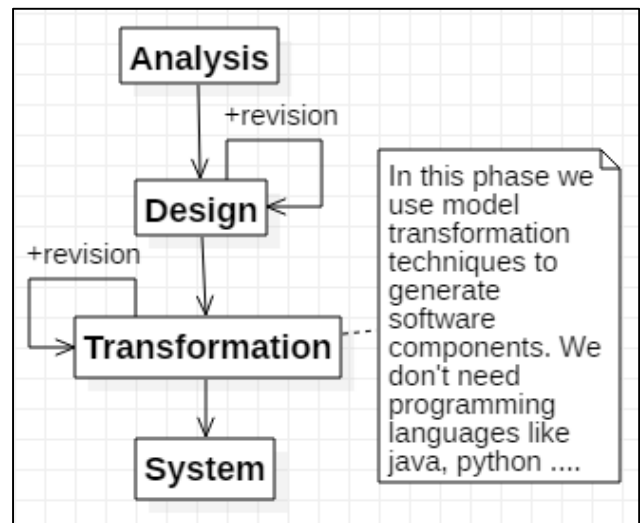 Analysis
+revision
Design
+revision
Transformation
System
In this phase we
use model
transformation
techniques to
generate
software
components. We
don't need
programming
languages like
java, python ....